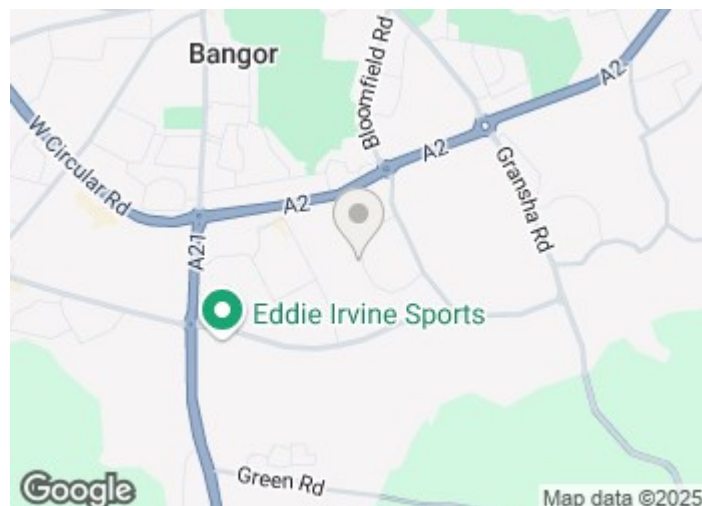 Bangor
Bloomfield Rd
A2
W Circular Rd
A2
A2
Gransha Rd
A21
Eddie Irvine Sports
Green Rd
Google
Map data ©2025